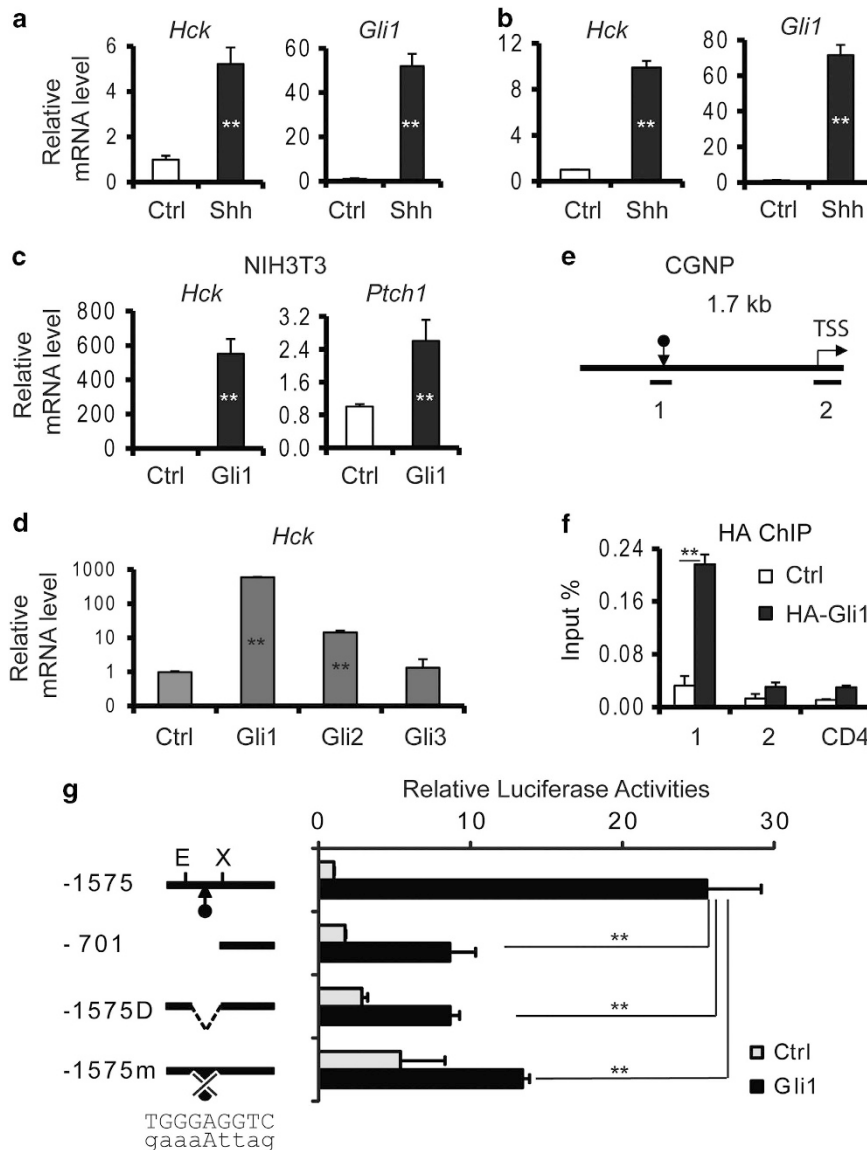 a
Hck
Gli1
Relative
mRNA level
6
4
2
0
60
40
20
0
**
**
Ctrl Shh
Ctrl Shh
b
Hck
Gli1
12
8
4
0
80
60
40
20
0
**
**
Ctrl Shh
Ctrl Shh
c
NIH3T3
Hck
Ptch1
Relative
mRNA level
800
600
400
200
0
3.2
2.4
1.6
0.8
0.0
**
**
Ctrl Gli1
Ctrl Gli1
e
CGNP
1.7 kb
TSS
1
2
d
Hck
Relative
mRNA level
1000
100
10
1
0
**
**
Ctrl Gli1 Gli2 Gli3
f
HA ChIP
Input %
0.24
0.16
0.08
0.00
**
Ctrl
HA-Gli1
1 2 CD4
g
Relative Luciferase Activities
0 10 20 30
E X
-1575
- 701
-1575D
-1575m
**
**
**
Ctrl
Gli1
TGGGAGGTC
gaaaAttag